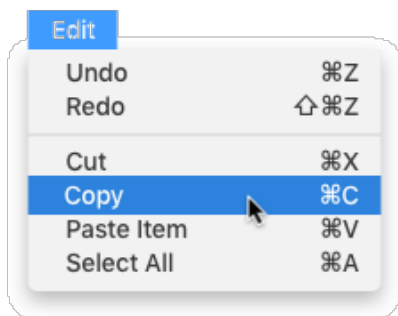 Edit
Undo ⌘Z
Redo ⇧⌘Z
Cut ⌘X
Copy ⌘C
Paste Item ⌘V
Select All ⌘A